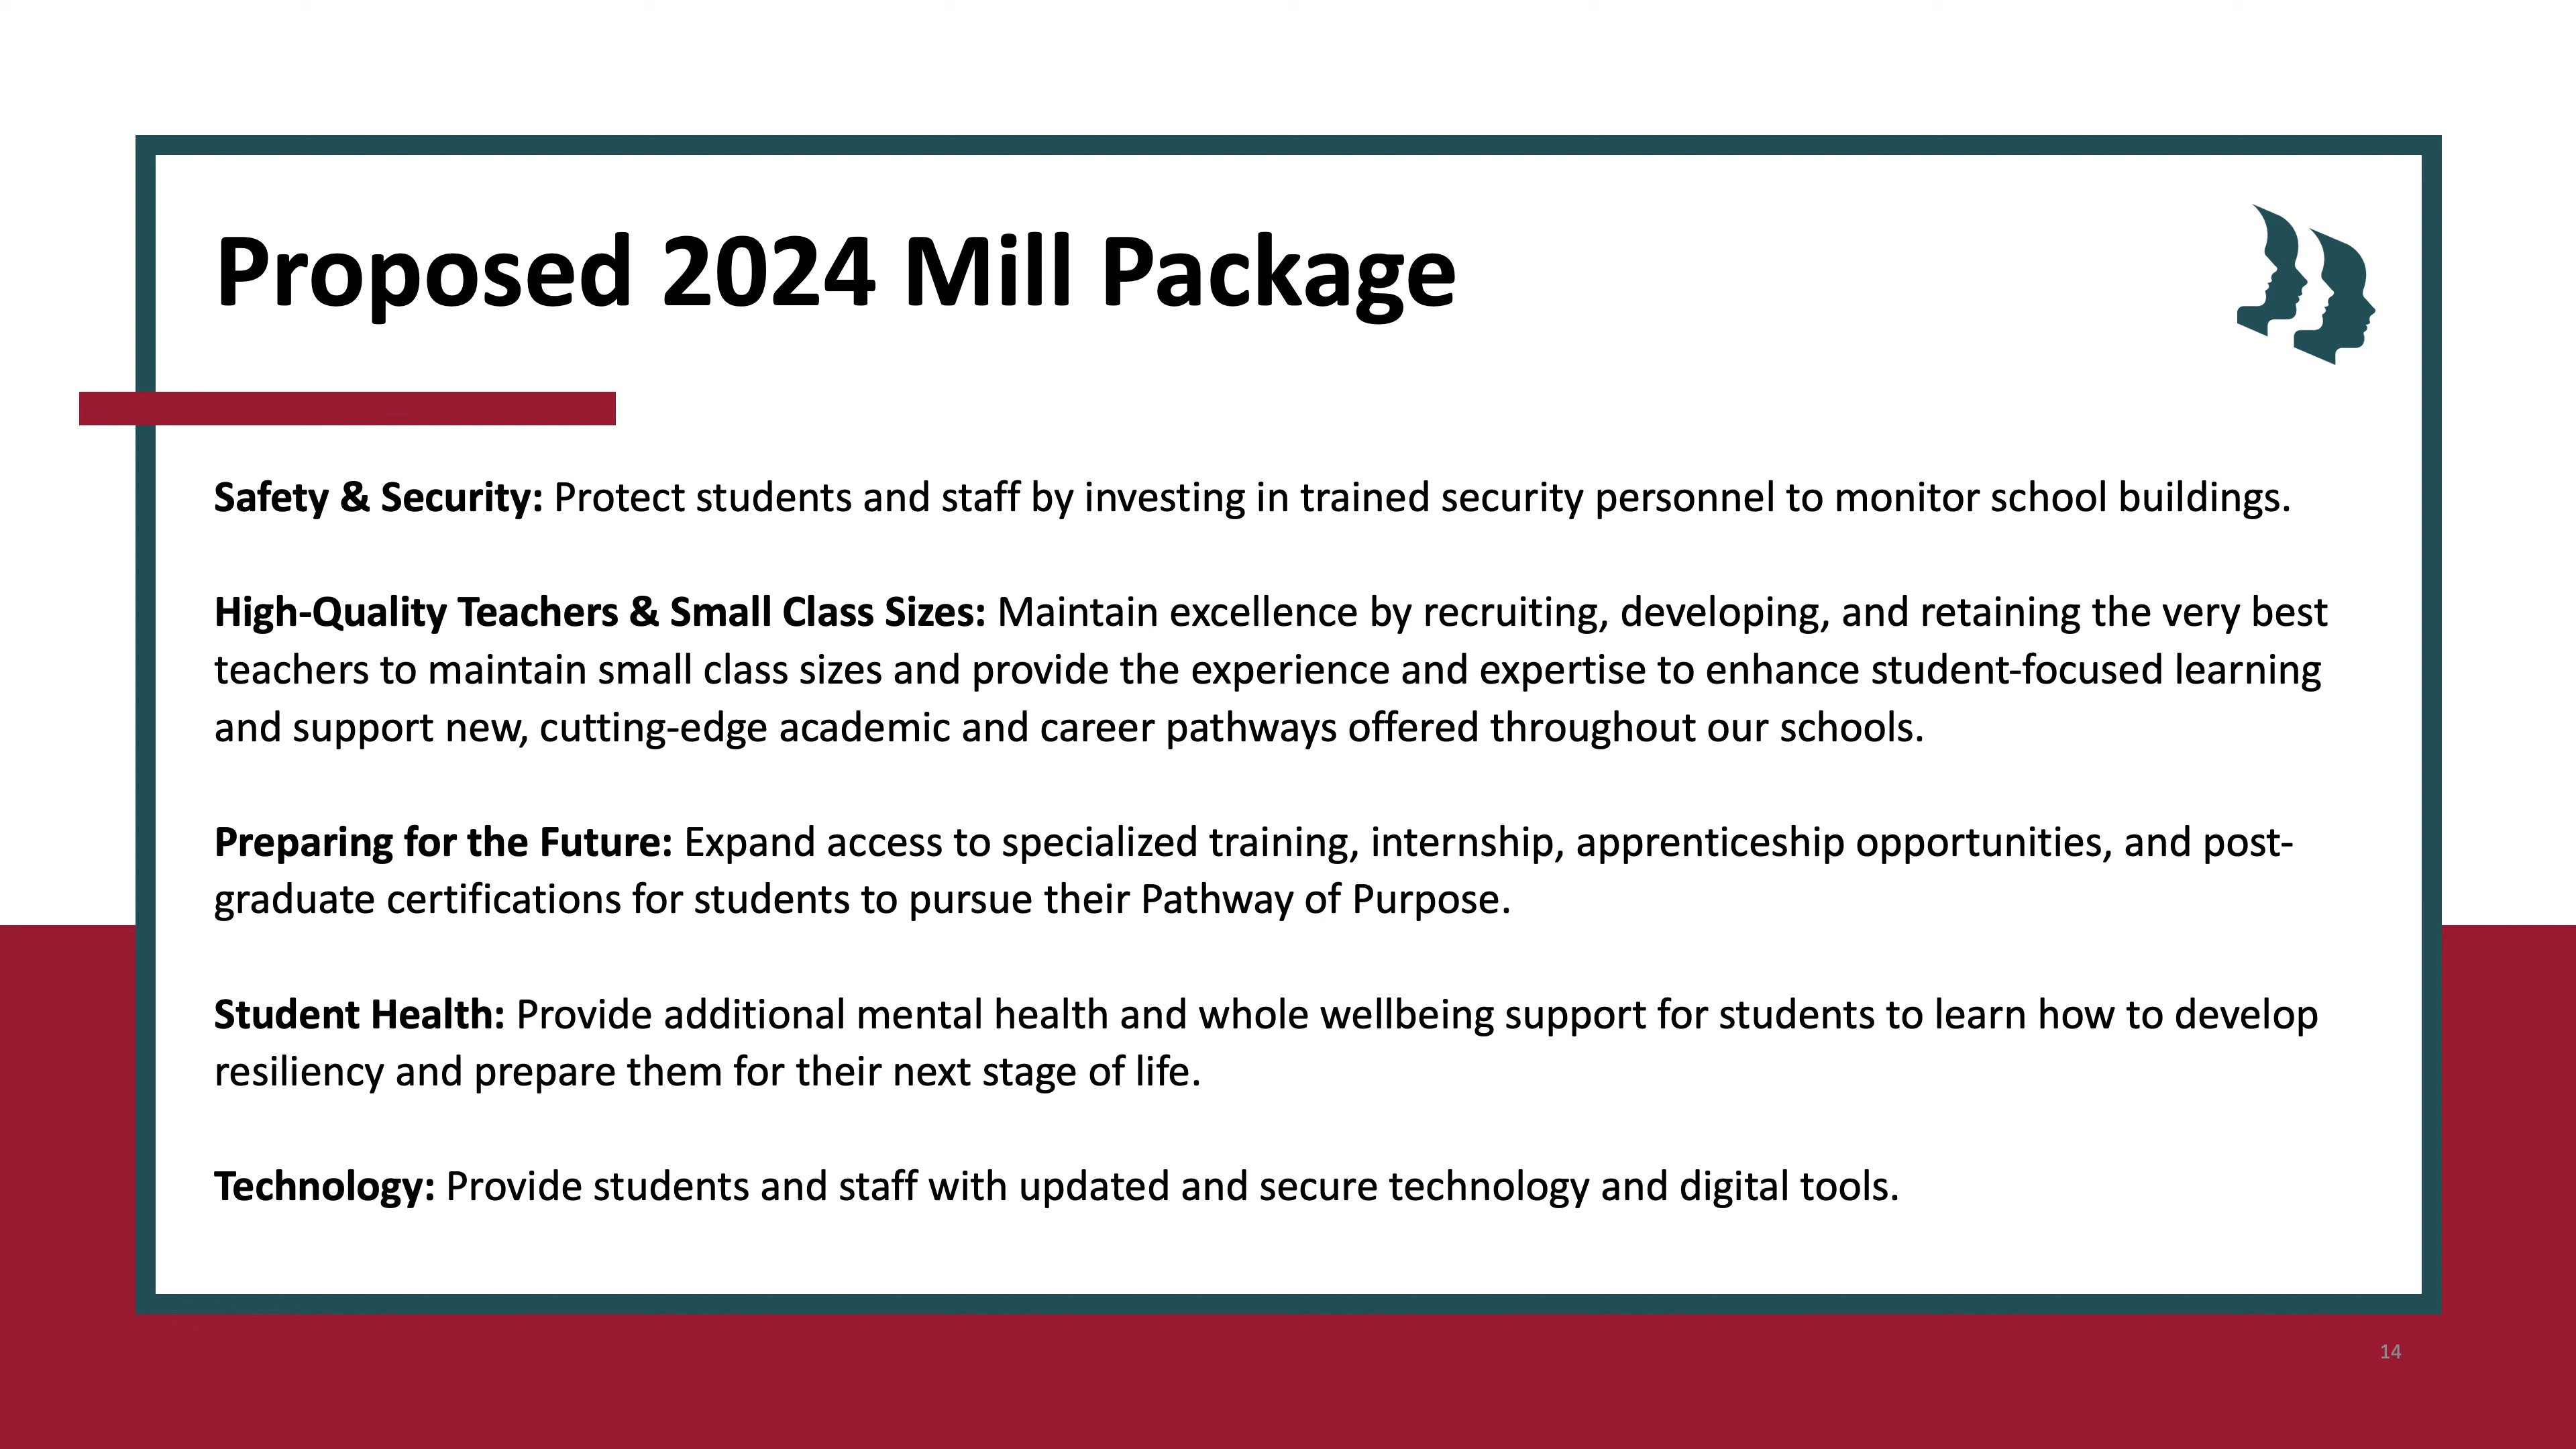 Proposed 2024 Mill Package
Safety & Security: Protect students and staff by investing in trained security personnel to monitor school buildings.
High-Quality Teachers & Small Class Sizes: Maintain excellence by recruiting, developing, and retaining the very best
teachers to maintain small class sizes and provide the experience and expertise to enhance student-focused learning
and support new, cutting-edge academic and career pathways offered throughout our schools.
Preparing for the Future: Expand access to specialized training, internship, apprenticeship opportunities, and post-
graduate certifications for students to pursue their Pathway of Purpose.
Student Health: Provide additional mental health and whole wellbeing support for students to learn how to develop
resiliency and prepare them for their next stage of life.
Technology: Provide students and staff with updated and secure technology and digital tools.
14